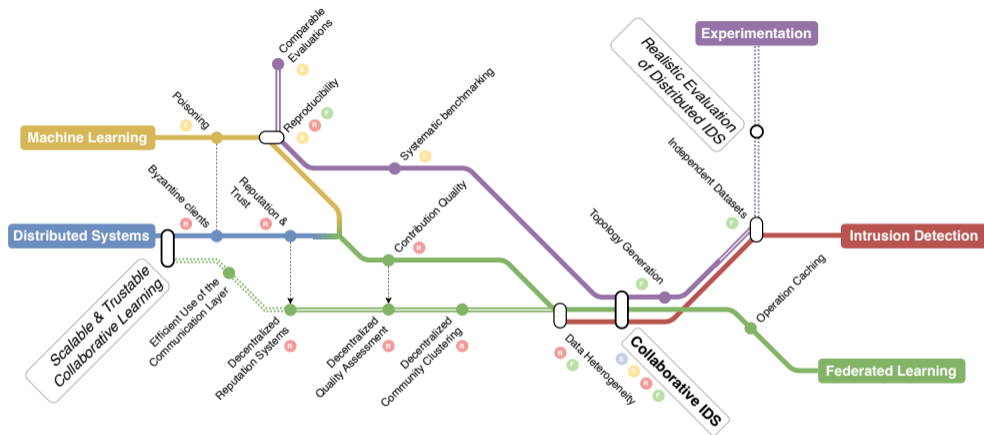 Experimentation
Realistic Evaluation
of Distributed IDS
Comparable
Evaluations
E
Reproducibility
E
R
F
Systematic benchmarking
E
Poisoning
E
Machine Learning
Independent Datasets
F
Byzantine clients
R
Reputation &
Trust
R
Contribution Quality
R
Topology Generation
F
Distributed Systems
Intrusion Detection
Scalable & Trustable
Collaborative Learning
Efficient Use of the
Communication Layer
Decentralized
Reputation Systems
R
Decentralized
Quality Assessment
R
Decentralized
Community Clustering
R
Data Heterogeneity
R
F
Collaborative IDS
S
E
R
F
Operation Caching
Federated Learning